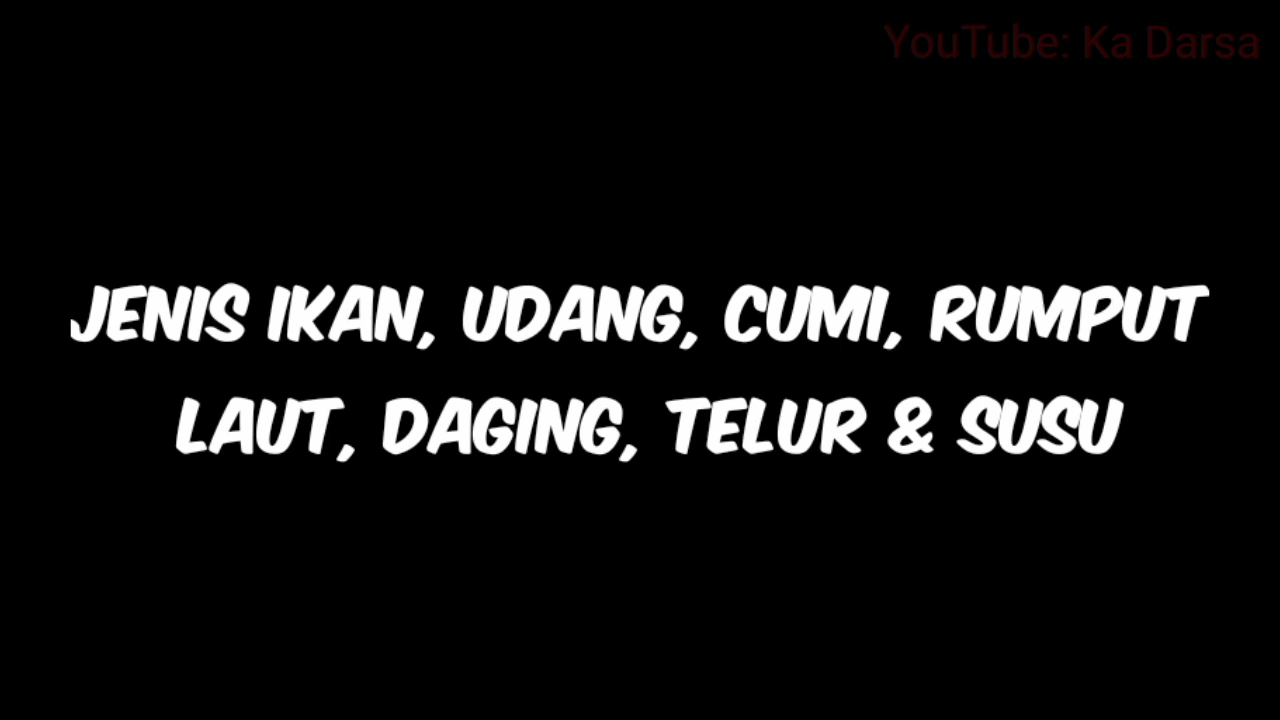 YouTube: Ka Darsa
JENIS IKAN, UDANG, CUMI, RUMPUT
LAUT, DAGING, TELUR & SUSU